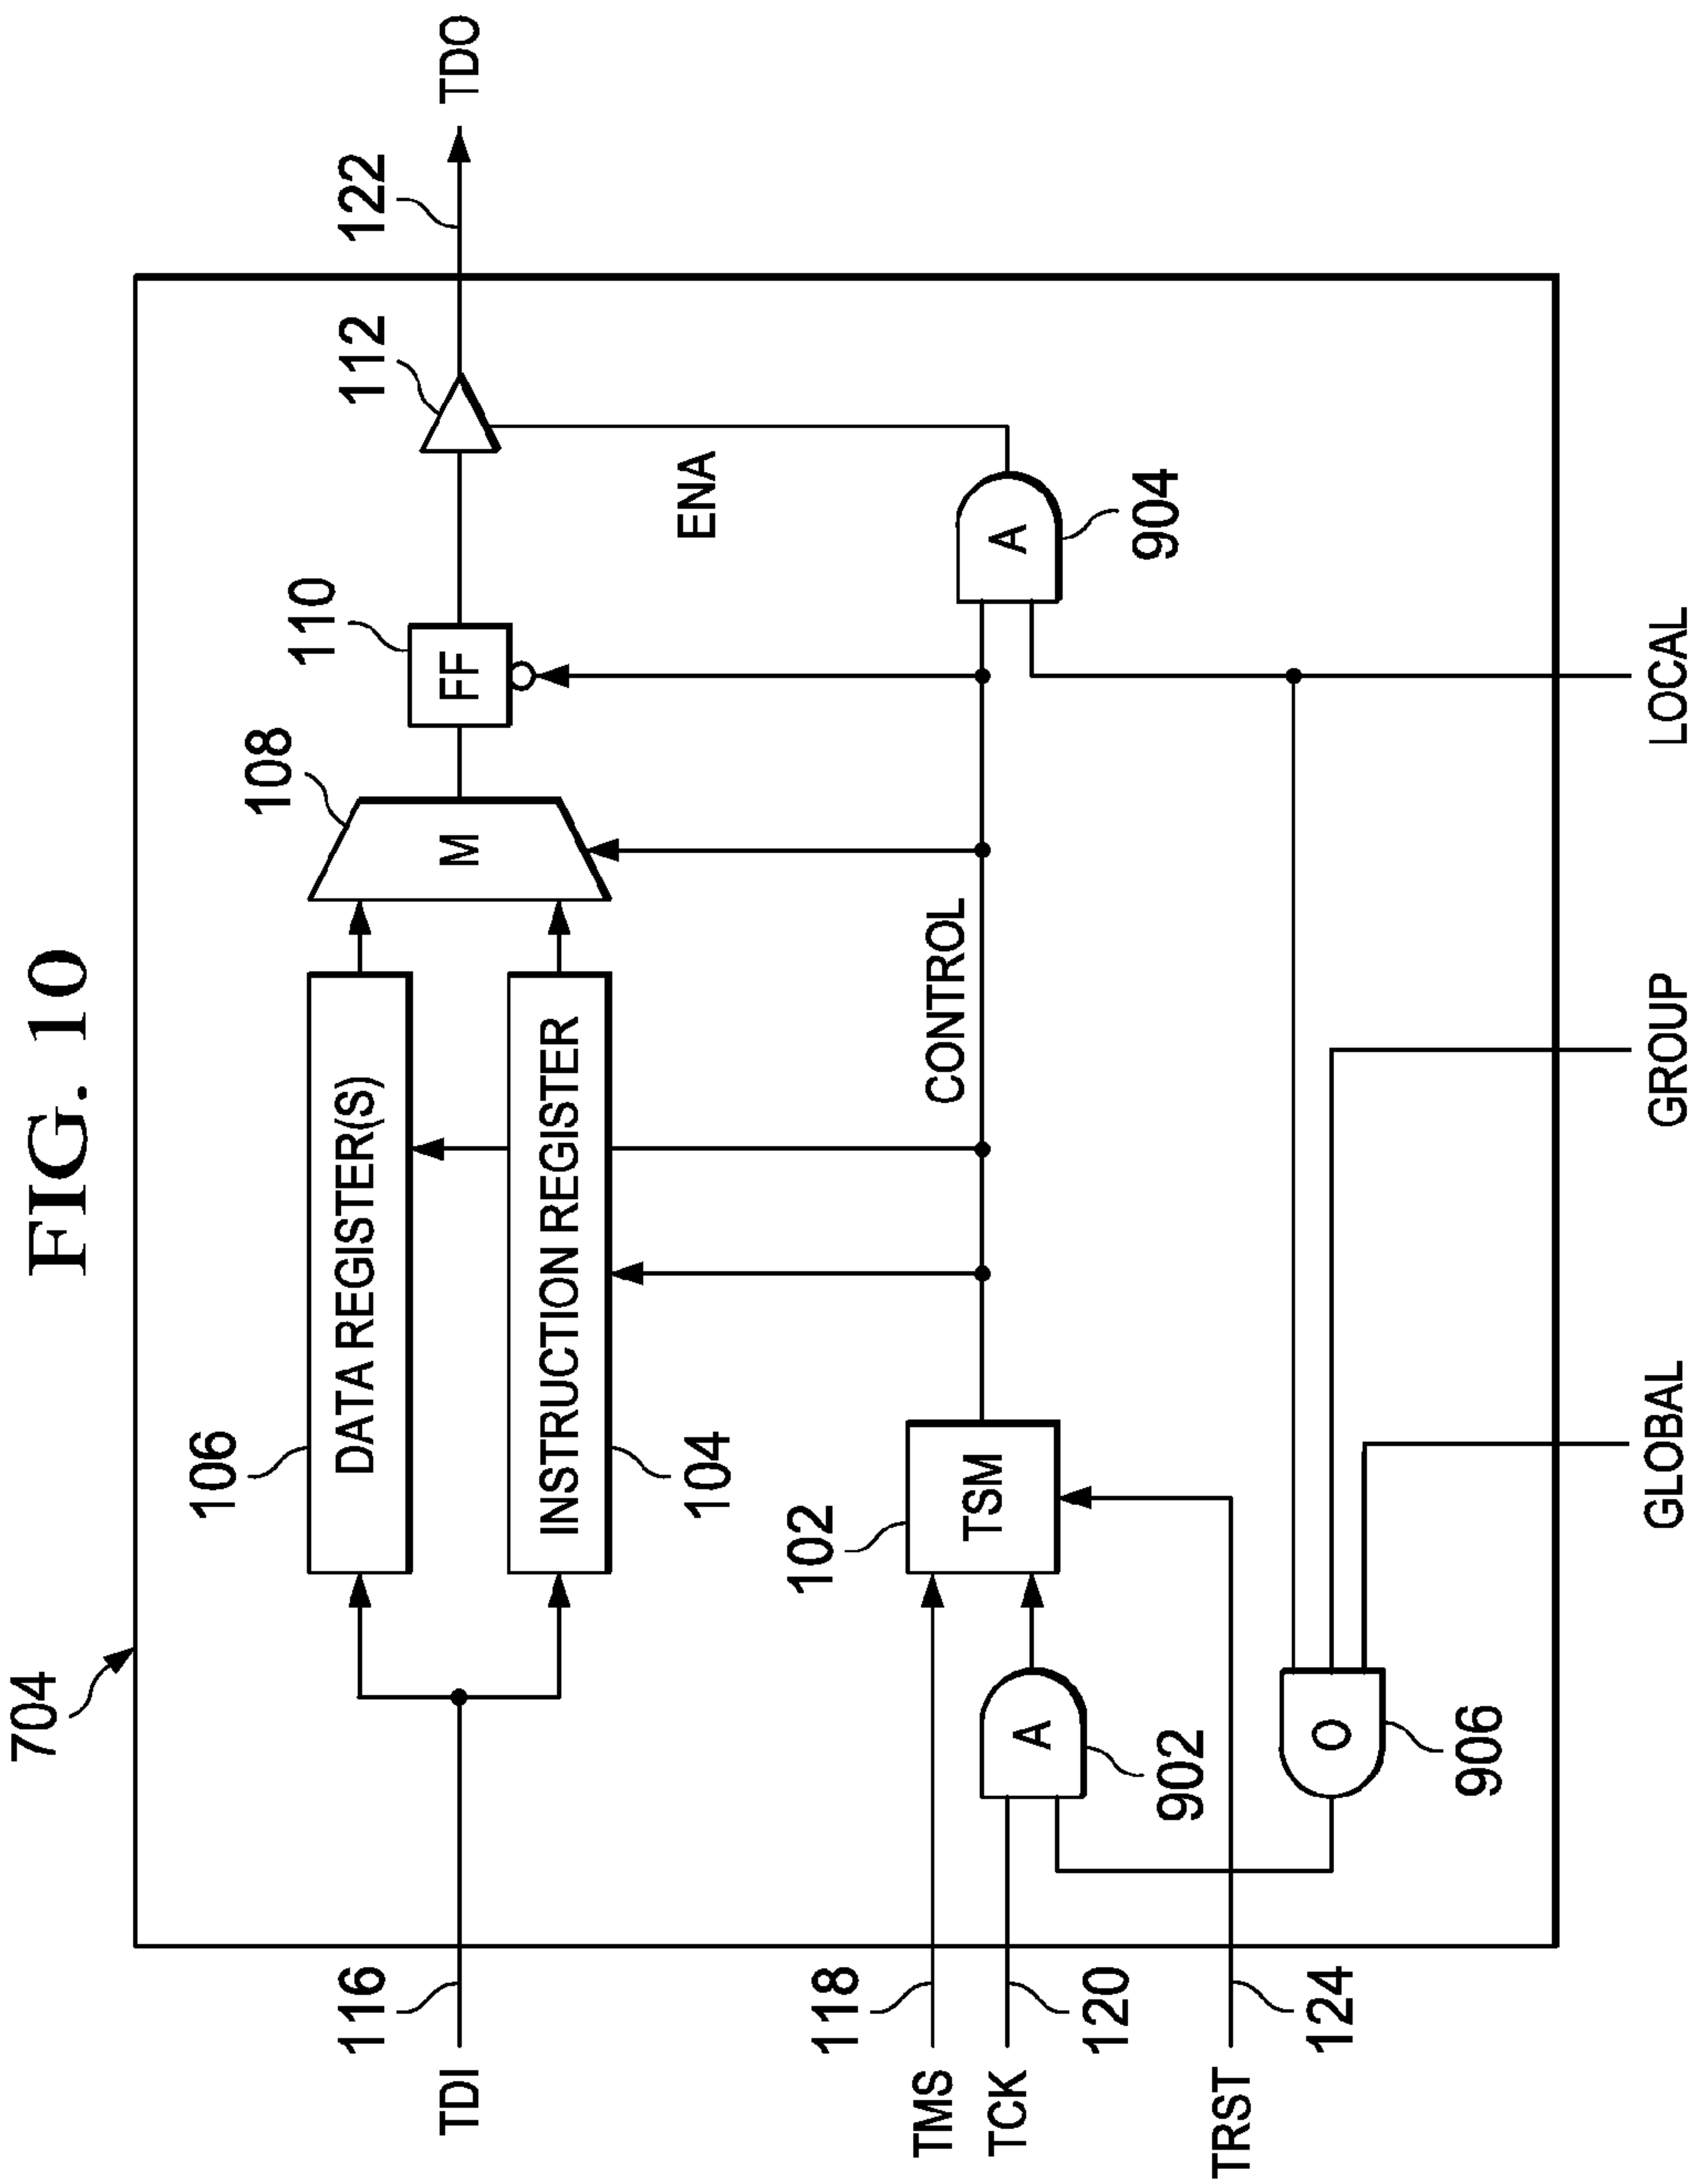 FIG. 10
704
106
DATA REGISTER(S)
108
110
112
122
116
TDI
INSTRUCTION REGISTER
M
FF
TDO
104
ENA
102
CONTROL
118
TMS
TSM
A
TCK
A
120
902
904
TRST
124
O
906
GLOBAL
GROUP
LOCAL